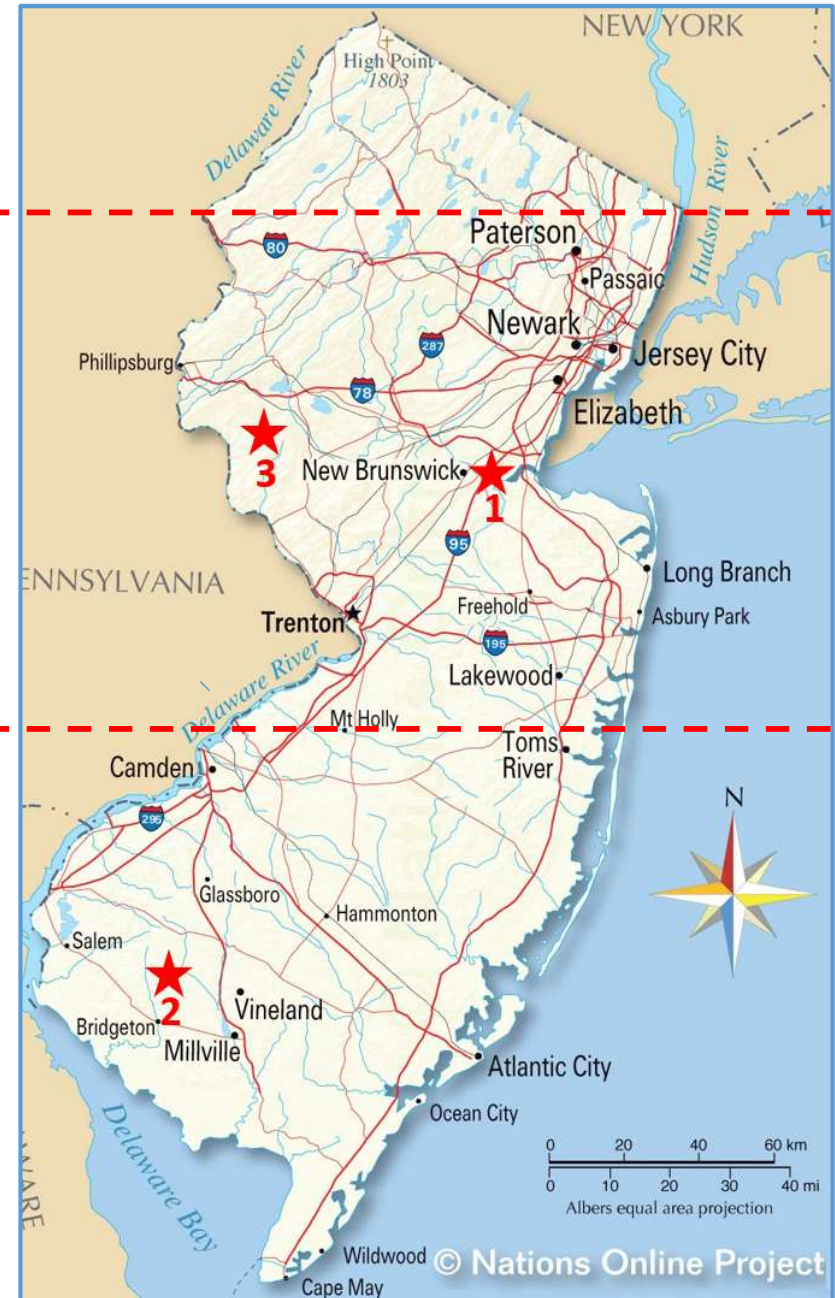 NEW YORK
High Point
1803
Delaware River
Hudson River
Paterson
80
Passaic
Newark
287
Jersey City
Phillipsburg
78
Elizabeth
3
New Brunswick
1
95
ENNSYLVANIA
Long Branch
Freehold
Asbury Park
Trenton
195
Lakewood
Delaware River
Mt Holly
Toms
River
Camden
N
295
Glassboro
Hammonton
Salem
2
Vineland
Bridgeton
Millville
Atlantic City
Ocean City
Delaware Bay
WARE
0 20 40 60 km
0 10 20 30 40 mi
Albers equal area projection
Wildwood
© Nations Online Project
Cape May